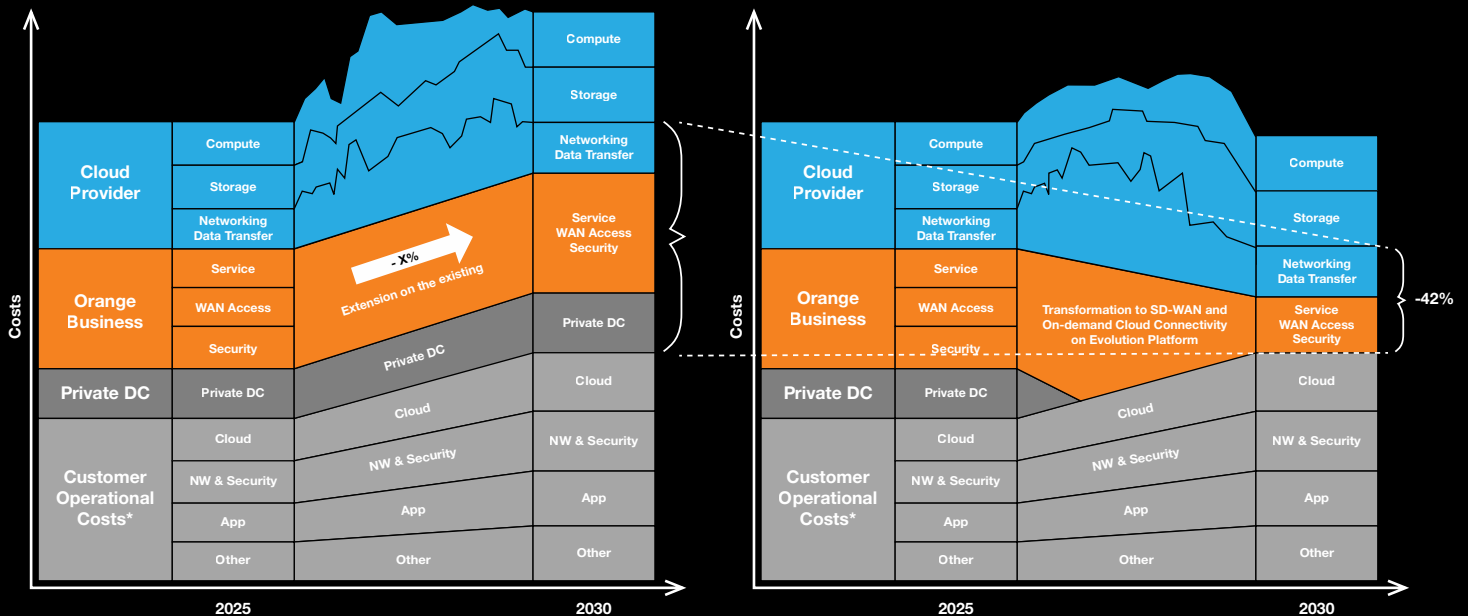 Costs
Cloud
Provider
Orange
Business
Private DC
Customer
Operational
Costs*
Compute
Storage
Networking
Data Transfer
Service
WAN Access
Security
Private DC
Cloud
NW & Security
App
Other
- X%
Extension on the existing
Private DC
Cloud
NW & Security
App
Other
Compute
Storage
Networking
Data Transfer
Service
WAN Access
Security
Private DC
Cloud
NW & Security
App
Other
2025
2030
Costs
Cloud
Provider
Orange
Business
Private DC
Customer
Operational
Costs*
Compute
Storage
Networking
Data Transfer
Service
WAN Access
Security
Private DC
Cloud
NW & Security
App
Other
Transformation to SD-WAN and
On-demand Cloud Connectivity
on Evolution Platform
Cloud
NW & Security
App
Other
Compute
Storage
Networking
Data Transfer
Service
WAN Access
Security
Cloud
NW & Security
App
Other
-42%
2025
2030